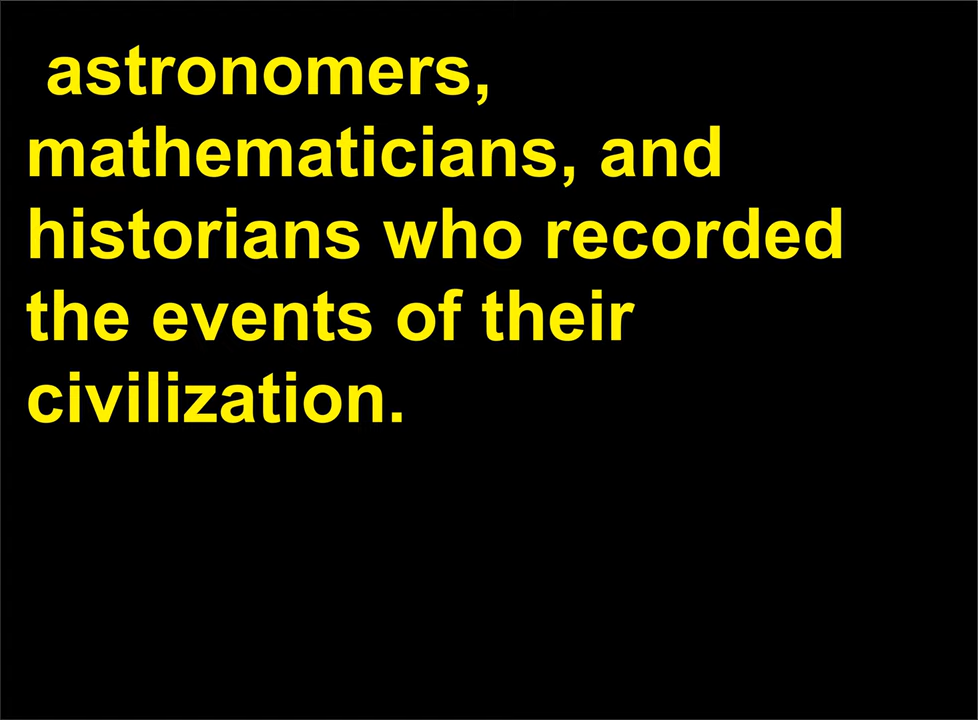 astronomers,
mathematicians, and
historians who recorded
the events of their
civilization.